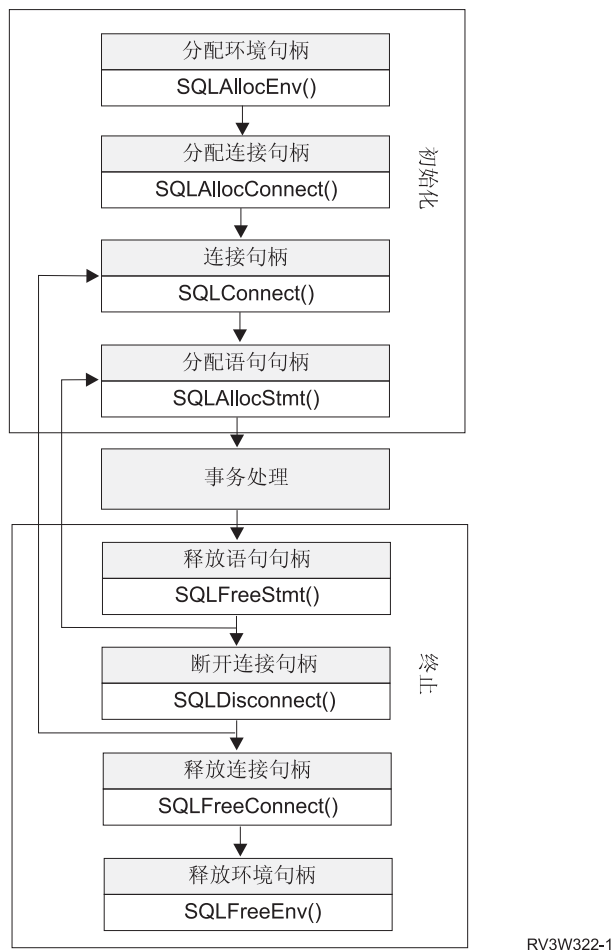 分配环境句柄
SQLAllocEnv()
分配连接句柄
SQLAllocConnect()
初始化
连接句柄
SQLConnect()
分配语句句柄
SQLAllocStmt()
事务处理
释放语句句柄
SQLFreeStmt()
断开连接句柄
SQLDisconnect()
终止
释放连接句柄
SQLFreeConnect()
释放环境句柄
SQLFreeEnv()
RV3W322-1